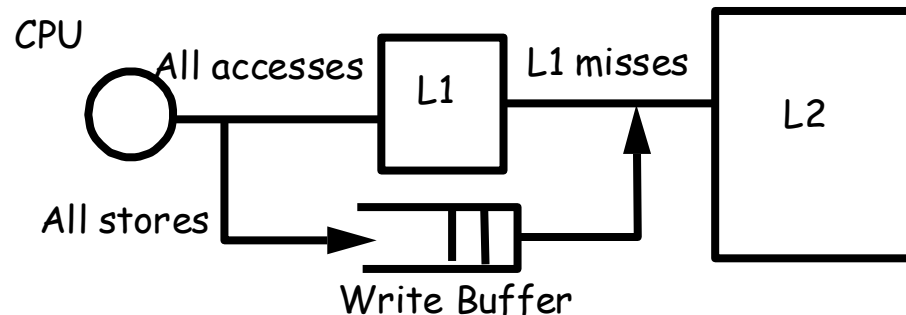 CPU
All accesses
L1
L1 misses
L2
All stores
Write Buffer